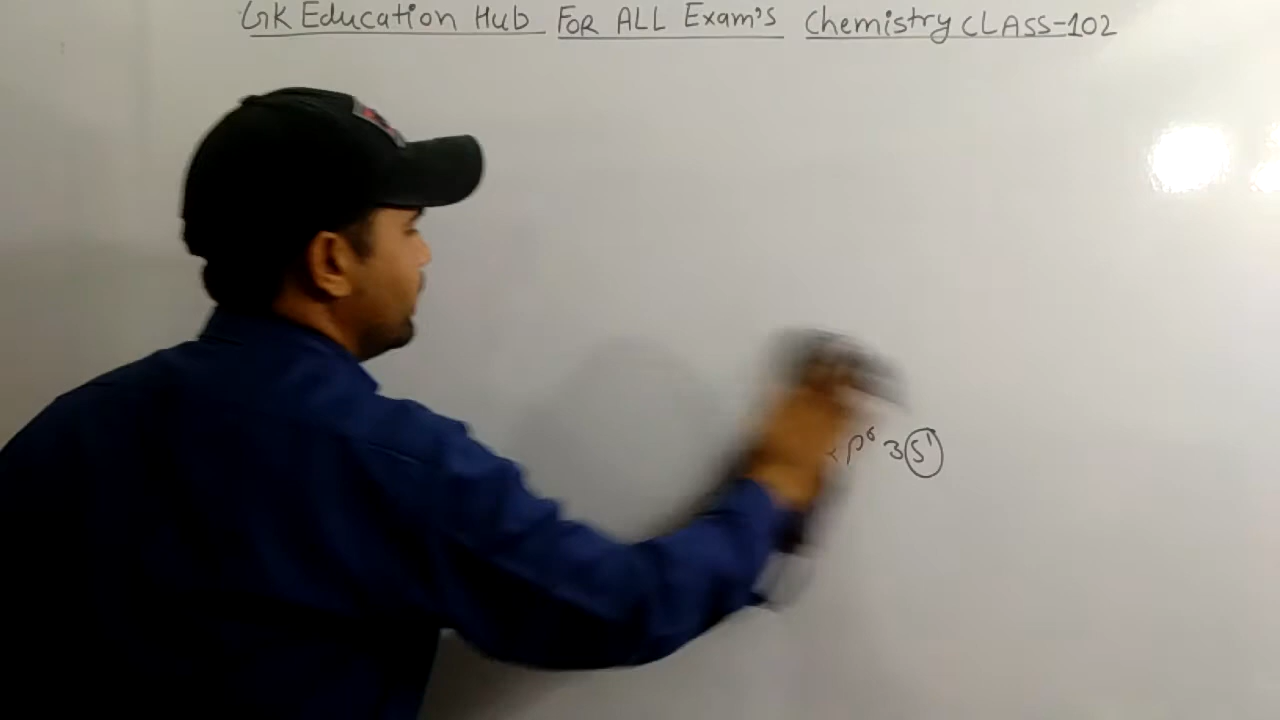 GK Education Hub FOR ALL Exam's Chemistry CLASS-102
p⁶ 3s¹